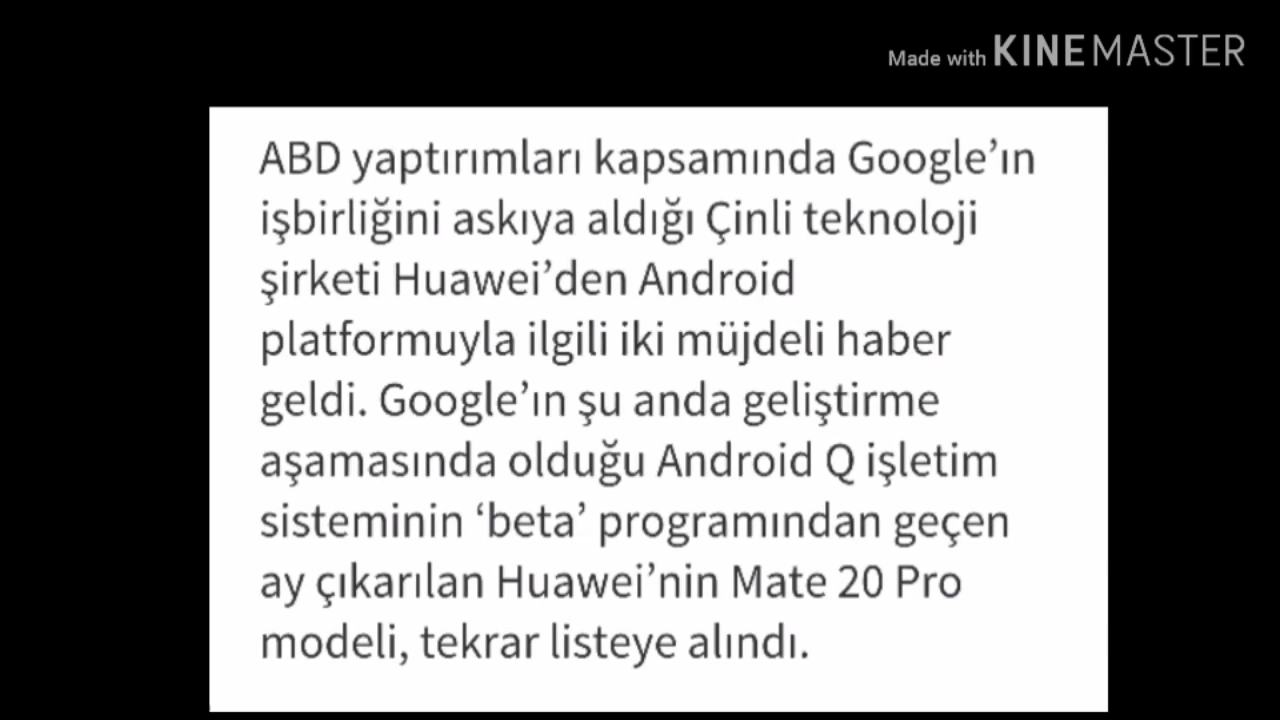 Made with KINEMASTER
ABD yaptırımları kapsamında Google’ın
işbirliğini askıya aldığı Çinli teknoloji
şirketi Huawei’den Android
platformuyla ilgili iki müjdeli haber
geldi. Google’ın şu anda geliştirme
aşamasında olduğu Android Q işletim
sisteminin ‘beta’ programından geçen
ay çıkarılan Huawei’nin Mate 20 Pro
modeli, tekrar listeye alındı.